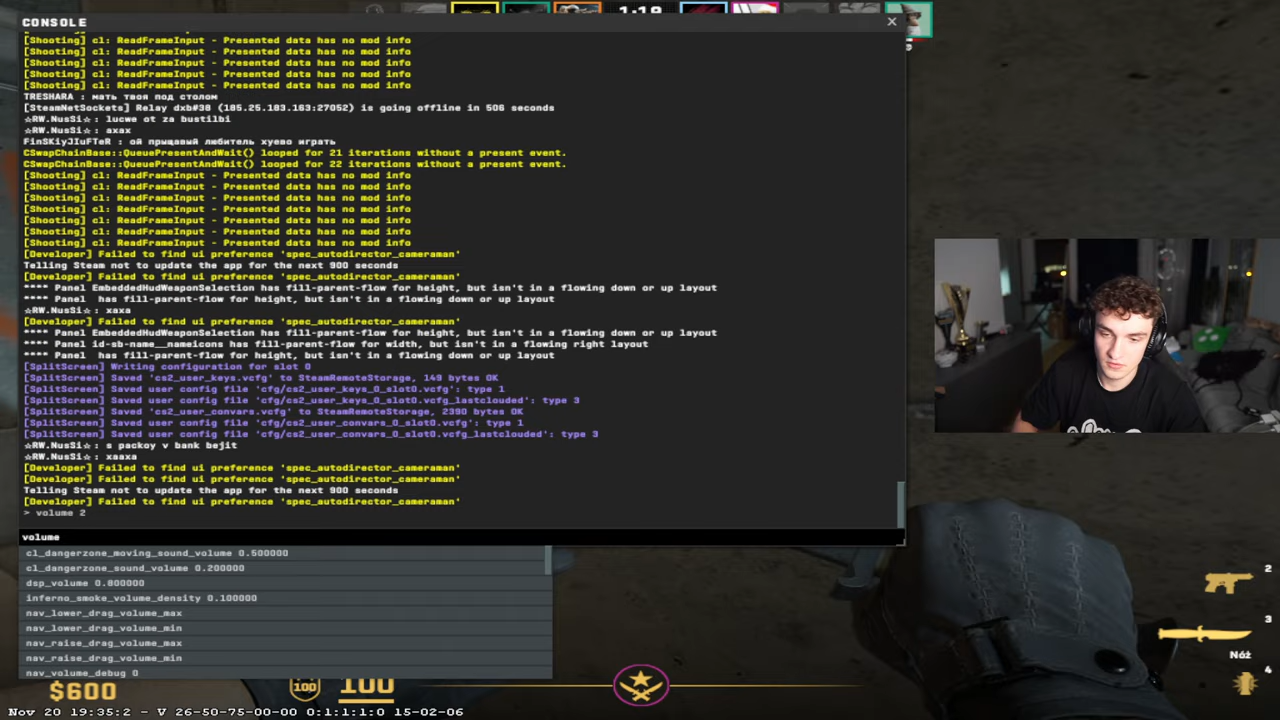 1:19
CONSOLE
[Shooting] cl: ReadFrameInput - Presented data has no mod info
[Shooting] cl: ReadFrameInput - Presented data has no mod info
[Shooting] cl: ReadFrameInput - Presented data has no mod info
[Shooting] cl: ReadFrameInput - Presented data has no mod info
[Shooting] cl: ReadFrameInput - Presented data has no mod info
TRESHARA : мать твоя под столом
[SteamNetSockets] Relay dxb#38 (185.25.183.163:27052) is going offline in 506 seconds
☆RW.NusSi☆: lucwe ot za bustilbi
☆RW.NusSi☆: axax
FinSKiyJIuFTeR : ой прыщавый любитель хуево играть
CSwapChainBase::QueuePresentAndWait() looped for 21 iterations without a present event.
CSwapChainBase::QueuePresentAndWait() looped for 22 iterations without a present event.
[Shooting] cl: ReadFrameInput - Presented data has no mod info
[Shooting] cl: ReadFrameInput - Presented data has no mod info
[Shooting] cl: ReadFrameInput - Presented data has no mod info
[Shooting] cl: ReadFrameInput - Presented data has no mod info
[Shooting] cl: ReadFrameInput - Presented data has no mod info
[Shooting] cl: ReadFrameInput - Presented data has no mod info
[Shooting] cl: ReadFrameInput - Presented data has no mod info
[Developer] Failed to find ui preference 'spec_autodirector_cameraman'
Telling Steam not to update the app for the next 900 seconds
[Developer] Failed to find ui preference 'spec_autodirector_cameraman'
**** Panel EmbeddedHudWeaponSelection has fill-parent-flow for height, but isn't in a flowing down or up layout
**** Panel  has fill-parent-flow for height, but isn't in a flowing down or up layout
☆RW.NusSi☆: xaxa
[Developer] Failed to find ui preference 'spec_autodirector_cameraman'
**** Panel EmbeddedHudWeaponSelection has fill-parent-flow for height, but isn't in a flowing down or up layout
**** Panel id-sb-name__nameicons has fill-parent-flow for width, but isn't in a flowing right layout
**** Panel  has fill-parent-flow for height, but isn't in a flowing down or up layout
[SplitScreen] Writing configuration for slot 0
[SplitScreen] Saved 'cs2_user_keys.vcfg' to SteamRemoteStorage, 149 bytes OK
[SplitScreen] Saved user config file 'cfg/cs2_user_keys_0_slot0.vcfg': type 1
[SplitScreen] Saved user config file 'cfg/cs2_user_keys_0_slot0.vcfg_lastclouded': type 3
[SplitScreen] Saved 'cs2_user_convars.vcfg' to SteamRemoteStorage, 2390 bytes OK
[SplitScreen] Saved user config file 'cfg/cs2_user_convars_0_slot0.vcfg': type 1
[SplitScreen] Saved user config file 'cfg/cs2_user_convars_0_slot0.vcfg_lastclouded': type 3
☆RW.NusSi☆: s packoy v bank bejit
☆RW.NusSi☆: xaaxa
[Developer] Failed to find ui preference 'spec_autodirector_cameraman'
[Developer] Failed to find ui preference 'spec_autodirector_cameraman'
Telling Steam not to update the app for the next 900 seconds
[Developer] Failed to find ui preference 'spec_autodirector_cameraman'
> volume 2
volume
cl_dangerzone_moving_sound_volume 0.500000
cl_dangerzone_sound_volume 0.200000
dsp_volume 0.800000
inferno_smoke_volume_density 0.100000
nav_lower_drag_volume_max
nav_lower_drag_volume_min
nav_raise_drag_volume_max
nav_raise_drag_volume_min
nav_volume_debug 0
2
3
Nóż
4
$600
100
100
Nov 20 19:35:2 - V 26-50-75-00-00 0:1:1:1:0 15-02-06